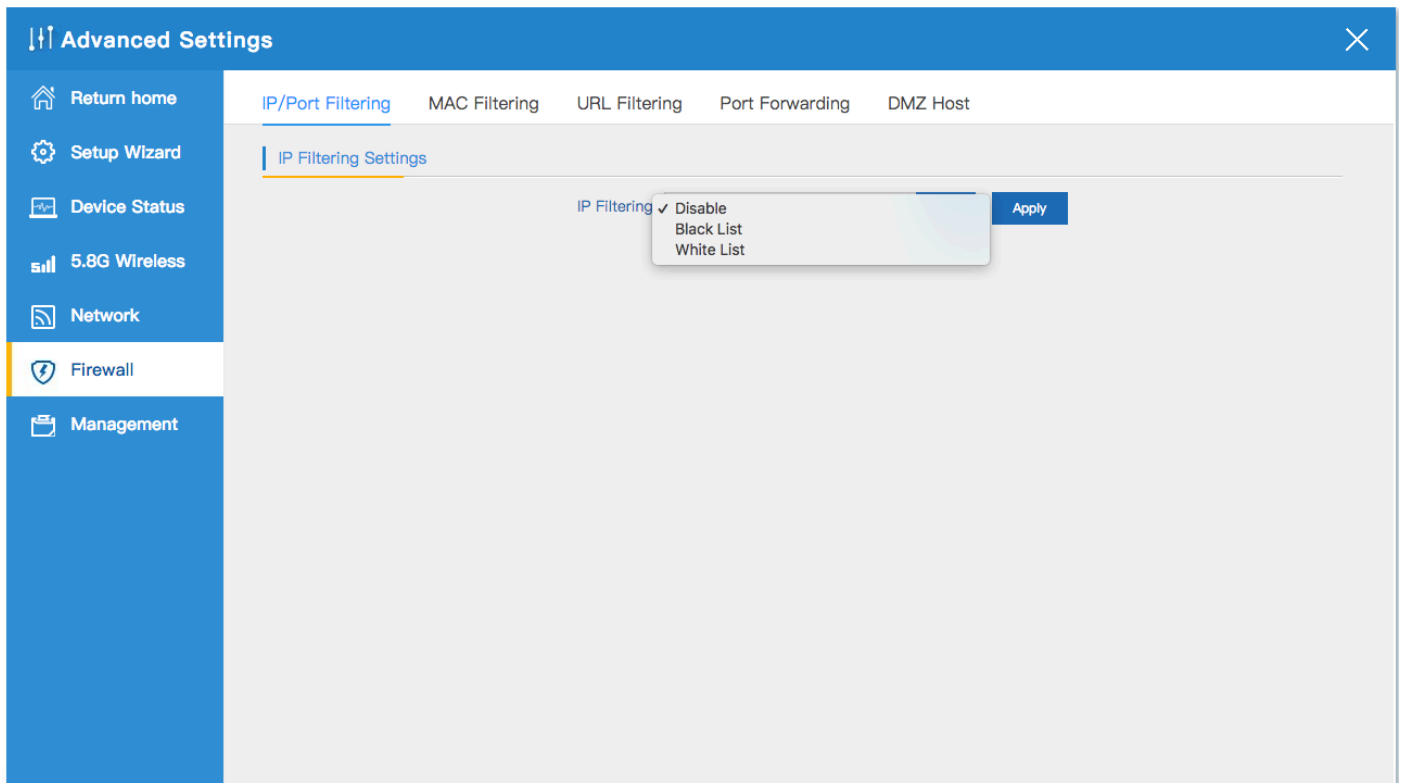 Advanced Settings
Return home
Setup Wizard
Device Status
5.8G Wireless
Network
Firewall
Management
IP/Port Filtering MAC Filtering URL Filtering Port Forwarding DMZ Host
IP Filtering Settings
IP Filtering ✓ Disable Apply
Black List
White List